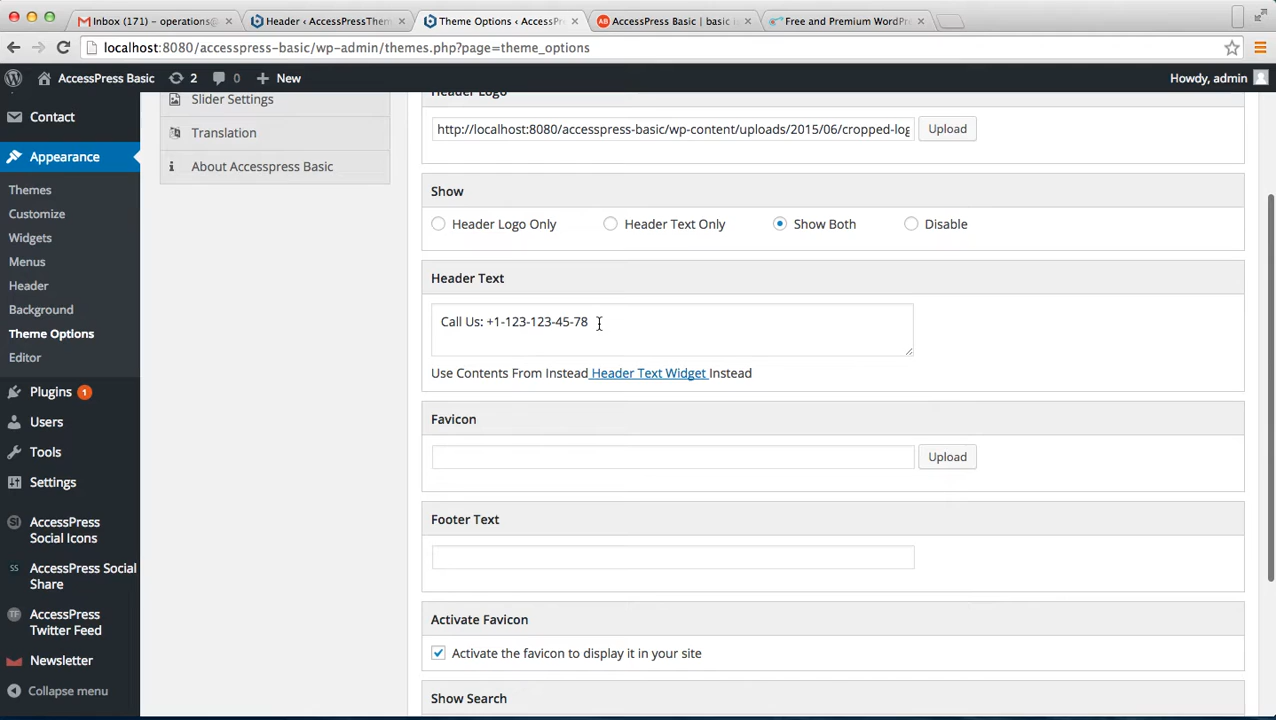 Inbox (171) – operations@
Header ‹ AccessPressThem
Theme Options ‹ AccessPr
AccessPress Basic | basic i
Free and Premium WordPr
localhost:8080/accesspress-basic/wp-admin/themes.php?page=theme_options
AccessPress Basic 2 0 New Howdy, admin
Contact
Appearance
Themes
Customize
Widgets
Menus
Header
Background
Theme Options
Editor
Plugins 1
Users
Tools
Settings
AccessPress
Social Icons
AccessPress Social
Share
AccessPress
Twitter Feed
Newsletter
Collapse menu
Slider Settings
Translation
About Accesspress Basic
Header Logo
http://localhost:8080/accesspress-basic/wp-content/uploads/2015/06/cropped-log Upload
Show
Header Logo Only Header Text Only Show Both Disable
Header Text
Call Us: +1-123-123-45-78
Use Contents From Instead Header Text Widget Instead
Favicon
Upload
Footer Text
Activate Favicon
Activate the favicon to display it in your site
Show Search